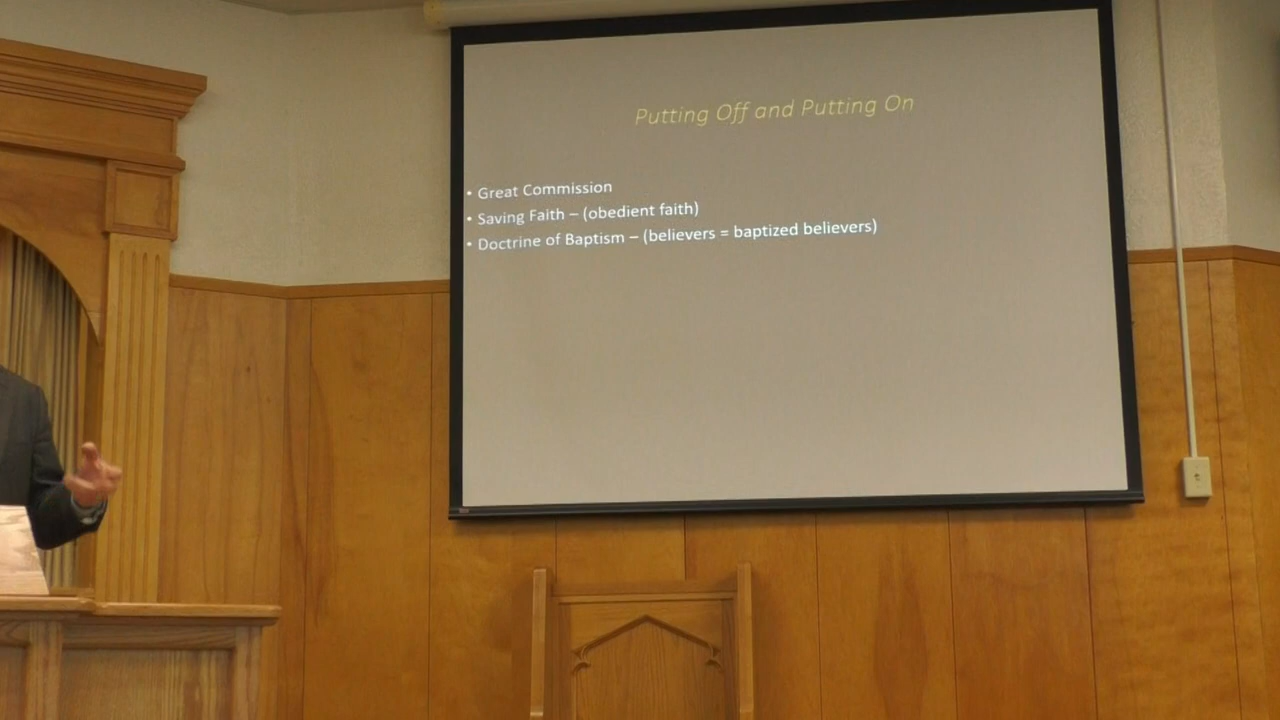 Putting Off and Putting On
• Great Commission
• Saving Faith – (obedient faith)
• Doctrine of Baptism – (believers = baptized believers)